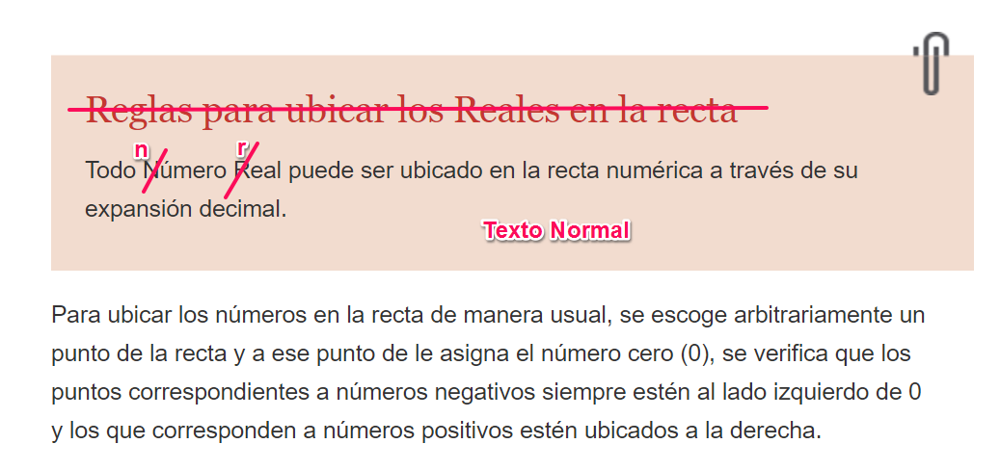 Reglas para ubicar los Reales en la recta
n r
Todo Número Real puede ser ubicado en la recta numérica a través de su
expansión decimal.
Texto Normal
Para ubicar los números en la recta de manera usual, se escoge arbitrariamente un
punto de la recta y a ese punto de le asigna el número cero (0), se verifica que los
puntos correspondientes a números negativos siempre estén al lado izquierdo de 0
y los que corresponden a números positivos estén ubicados a la derecha.